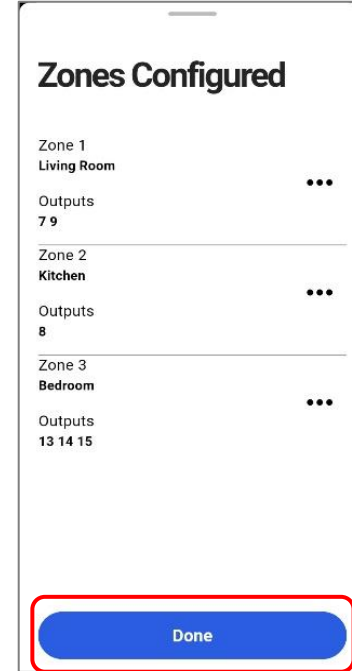 Zones Configured
Zone 1
Living Room
Outputs
7 9
Zone 2
Kitchen
Outputs
8
Zone 3
Bedroom
Outputs
13 14 15
Done